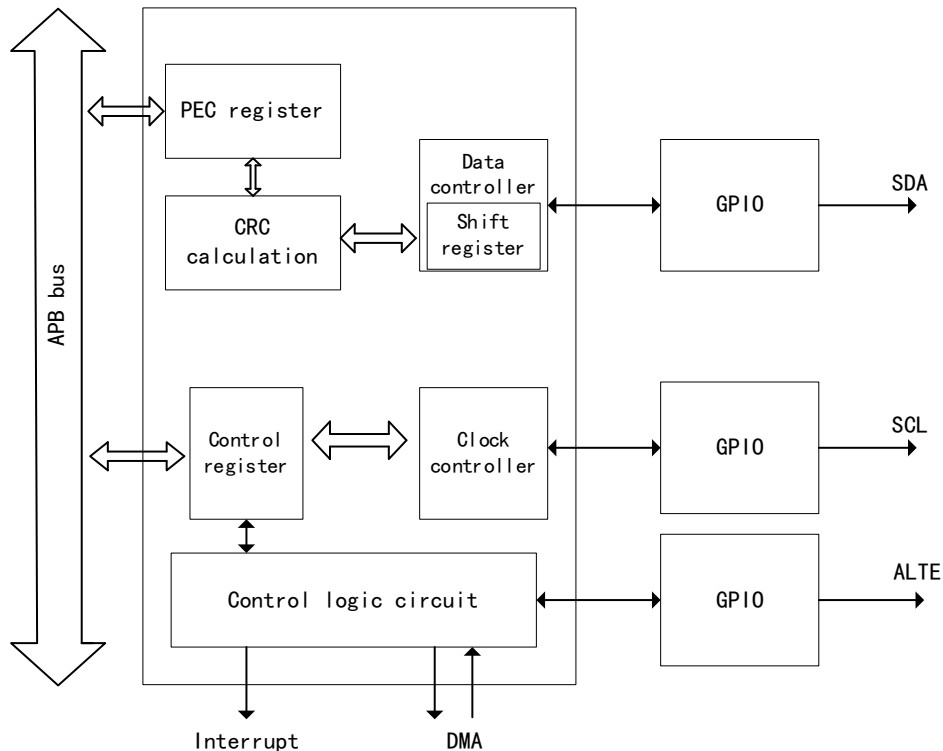 PEC register
Data
controller
Shift
register
CRC
calculation
GPIO
SDA
APB bus
Control
register
Clock
controller
GPIO
SCL
Control logic circuit
GPIO
ALTE
Interrupt
DMA